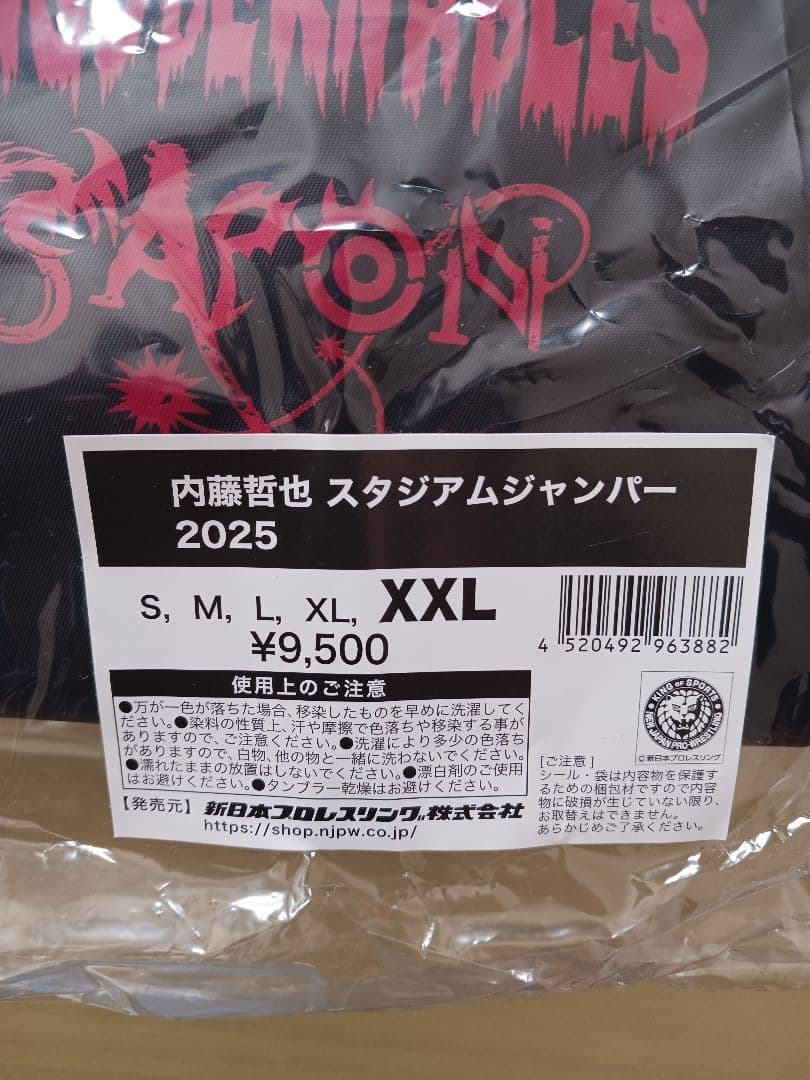 内藤哲也 スタジアムジャンパー
2025
S, M, L, XL, XXL
¥9,500
4 520492 963882
使用上のご注意
●万が一色が落ちた場合、移染したものを早めに洗濯してく
ださい。●染料の性質上、汗や摩擦で色落ちや移染する事が
ありますので、ご注意ください。●洗濯により多少の色落ち
がありますので、白物、他の物と一緒に洗わないでください。
●濡れたままの放置はしないでください。●漂白剤のご使用
はお避けください。●タンブラー乾燥はお避けください。
【発売元】 新日本プロレスリング株式会社
https://shop.njpw.co.jp/
KING OF SPORTS
NEW JAPAN PRO-WRESTLING
©新日本プロレスリング
[ご注意]
シール・袋は内容物を保護す
るための梱包材ですので内容
物に破損が生じていない限り、
お取替えはできません。
あらかじめご了承ください。